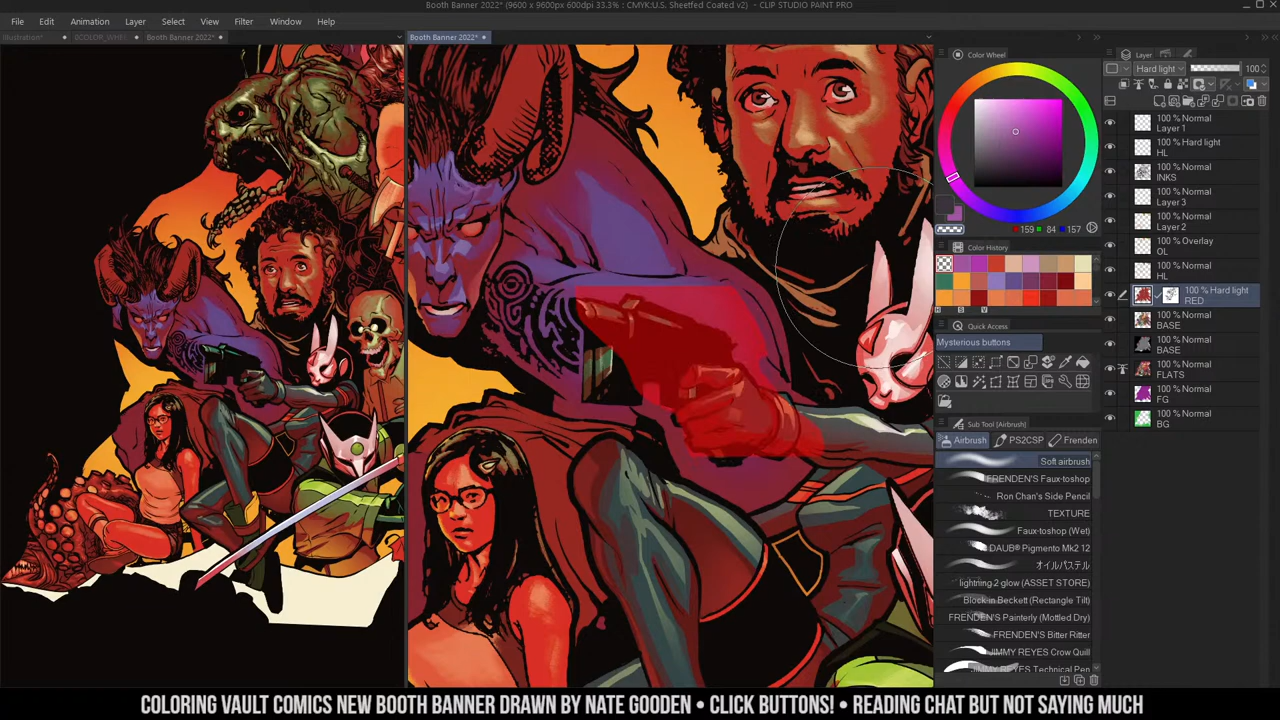 Booth Banner 2022* (9600 x 9600px 600dpi 33.3% : CMYK:U.S. Sheetfed Coated v2) - CLIP STUDIO PAINT PRO
File Edit Animation Layer Select View Filter Window Help
Illustration*
Booth Banner 2022*
Booth Banner 2022*
Color Wheel
159 84 157
Color History
H S V
Quick Access
Mysterious buttons
Sub Tool [Airbrush]
Airbrush PS2CSP Frenden
Soft airbrush
FRENDEN'S Faux-toshop
Ron Chan's Side Pencil
TEXTURE
Faux-toshop (Wet)
DAUB® Pigmento Mk2 12
オイルパステル
lightning 2 glow (ASSET STORE)
Block-in Beckett (Rectangle Tilt)
FRENDEN'S Painterly (Mottled Dry)
FRENDEN'S Bitter Ritter
JIMMY REYES Crow Quill
JIMMY REYES Technical Pen
Layer
Hard light 100
100 % Normal
Layer 1
100 % Hard light
HL
100 % Normal
INKS
100 % Normal
Layer 3
100 % Normal
Layer 2
100 % Overlay
OL
100 % Normal
HL
100 % Hard light
RED
100 % Normal
BASE
100 % Normal
BASE
100 % Normal
FLATS
100 % Normal
FG
100 % Normal
BG
COLORING VAULT COMICS NEW BOOTH BANNER DRAWN BY NATE GOODEN • CLICK BUTTONS! • READING CHAT BUT NOT SAYING MUCH